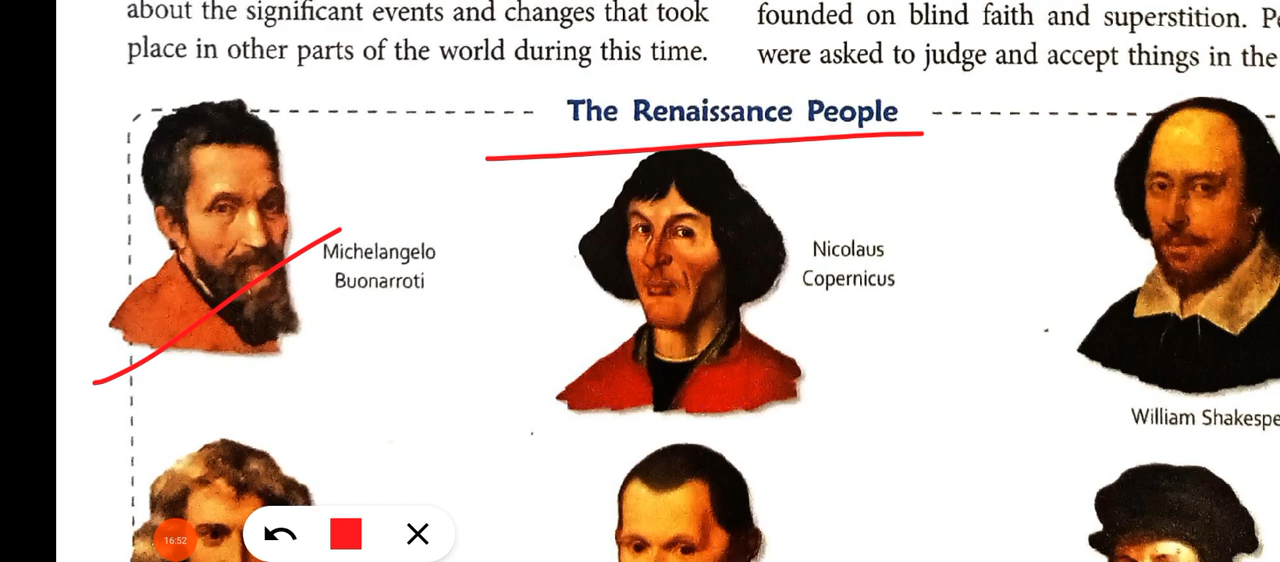 about the significant events and changes that took
place in other parts of the world during this time.
founded on blind faith and superstition.
were asked to judge and accept things in the
The Renaissance People
Michelangelo
Buonarroti
Nicolaus
Copernicus
William
16:52